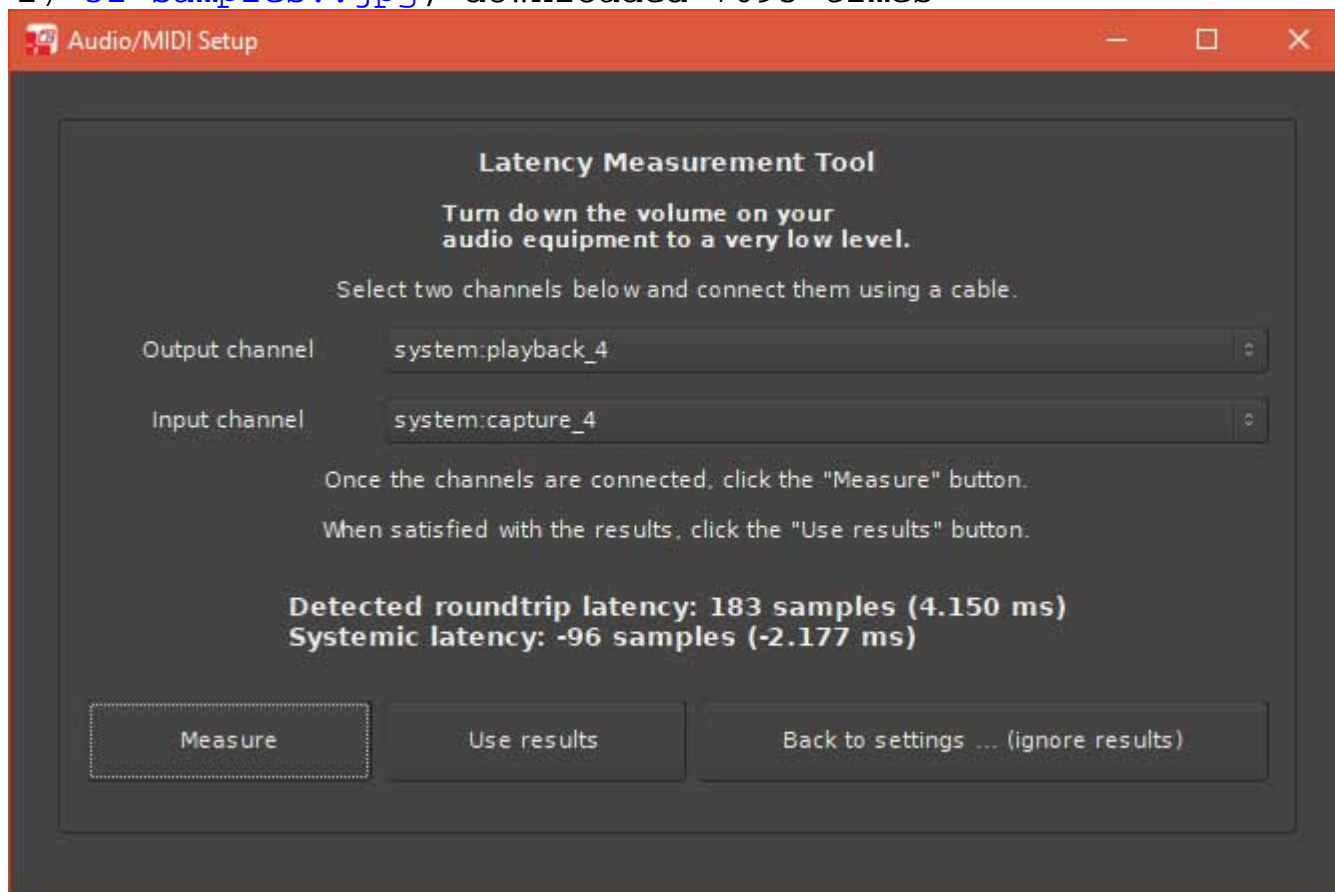 Audio/MIDI Setup
Latency Measurement Tool
Turn down the volume on your
audio equipment to a very low level.
Select two channels below and connect them using a cable.
Output channel system:playback_4
Input channel system:capture_4
Once the channels are connected, click the "Measure" button.
When satisfied with the results, click the "Use results" button.
Detected roundtrip latency: 183 samples (4.150 ms)
Systemic latency: -96 samples (-2.177 ms)
Measure Use results Back to settings ... (ignore results)